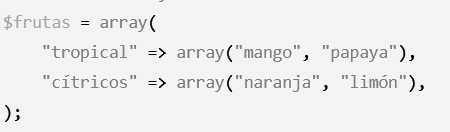 $frutas = array(
"tropical" => array("mango", "papaya"),
"cítricos" => array("naranja", "limón"),
);